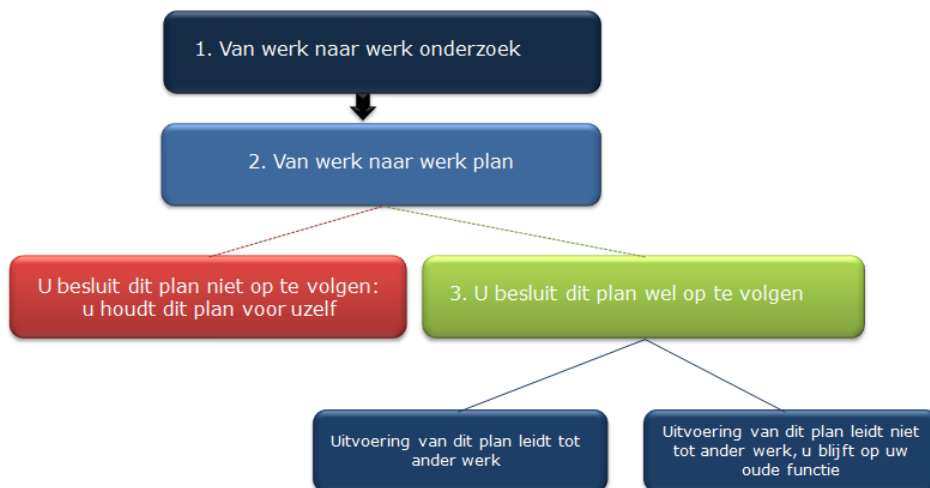 1. Van werk naar werk onderzoek
2. Van werk naar werk plan
U besluit dit plan niet op te volgen:
u houdt dit plan voor uzelf
3. U besluit dit plan wel op te volgen
Uitvoering van dit plan leidt tot
ander werk
Uitvoering van dit plan leidt niet
tot ander werk, u blijft op uw
oude functie